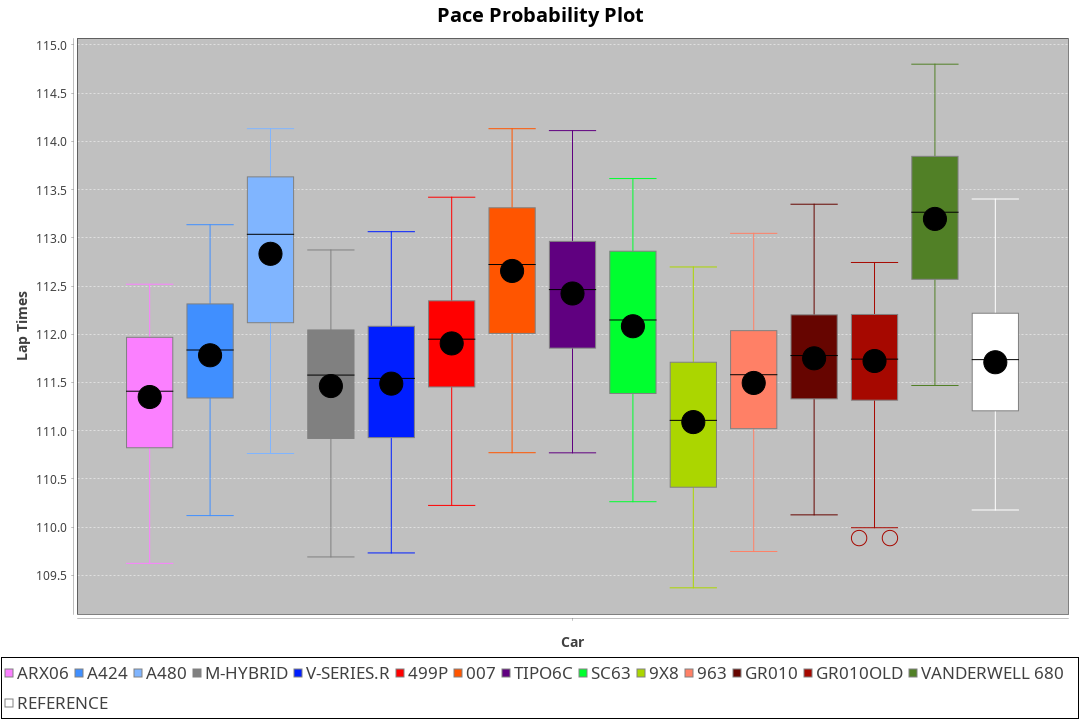 Pace Probability Plot
115.0
114.5
114.0
113.5
113.0
112.5
112.0
111.5
111.0
110.5
110.0
109.5
Lap Times
Car
ARX06 A424 A480 M-HYBRID V-SERIES.R 499P 007 TIPO6C SC63 9X8 963 GR010 GR010OLD VANDERWELL 680
REFERENCE